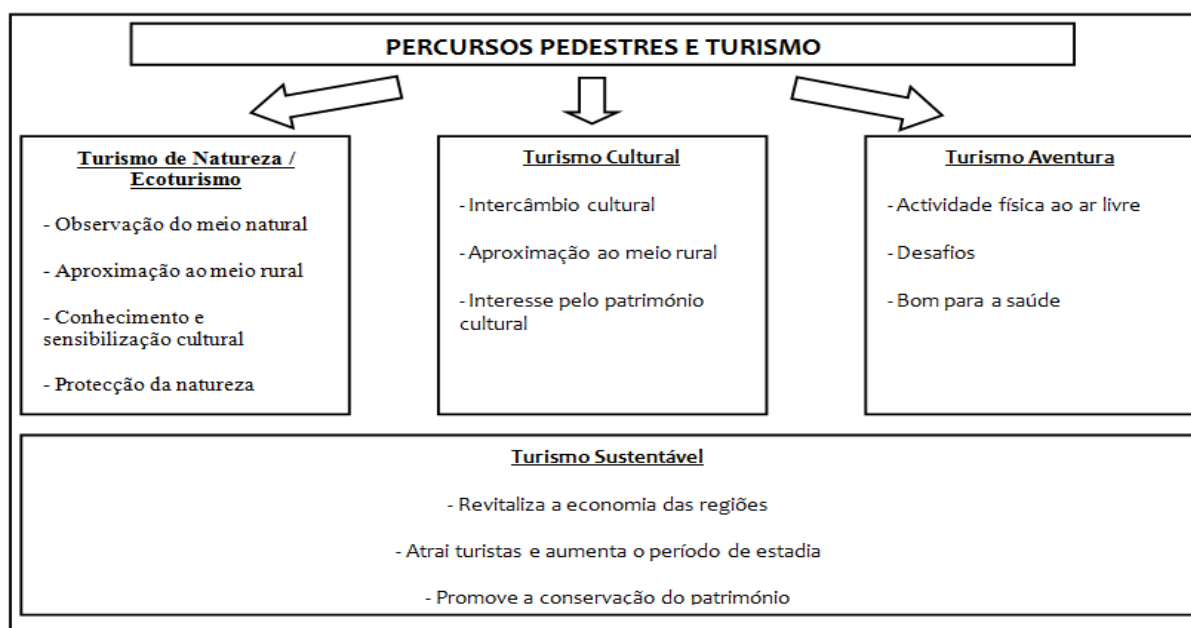 PERCURSOS PEDESTRES E TURISMO
Turismo de Natureza /
Ecoturismo
- Observação do meio natural
- Aproximação ao meio rural
- Conhecimento e
sensibilização cultural
- Protecção da natureza
Turismo Cultural
- Intercâmbio cultural
- Aproximação ao meio rural
- Interesse pelo património
cultural
Turismo Aventura
- Actividade física ao ar livre
- Desafios
- Bom para a saúde
Turismo Sustentável
- Revitaliza a economia das regiões
- Atrai turistas e aumenta o período de estadia
- Promove a conservação do património